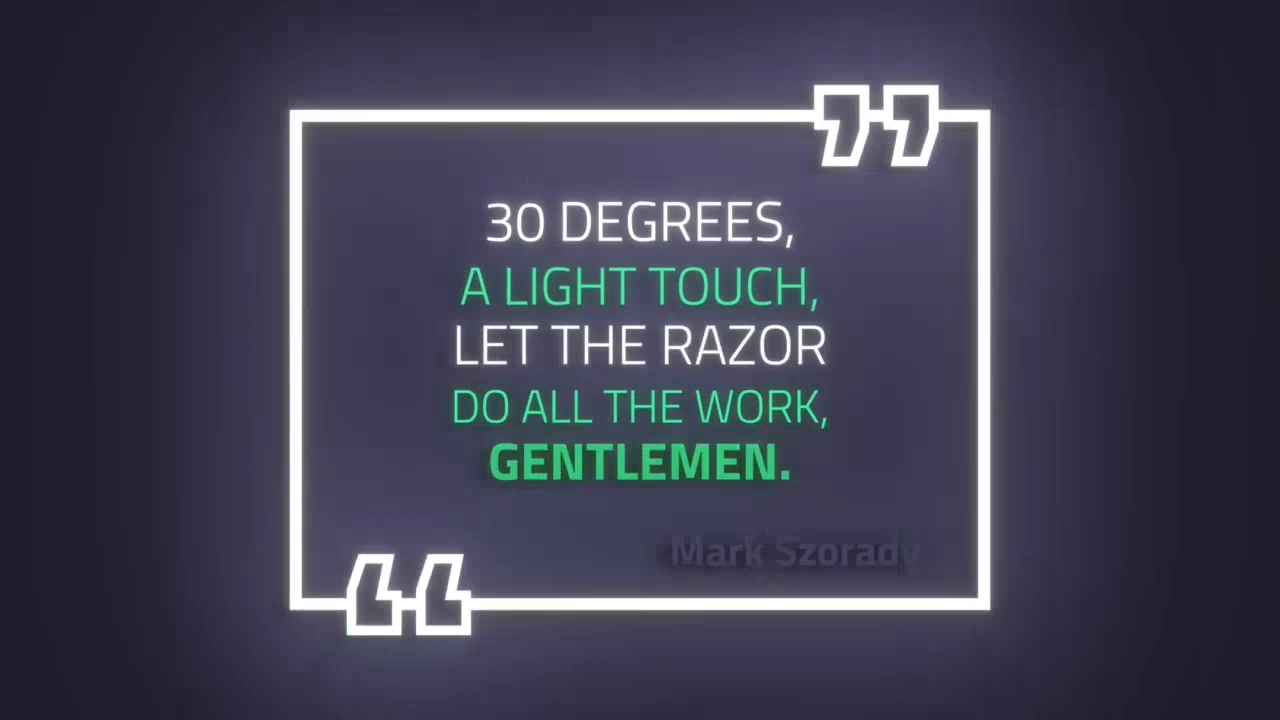 30 DEGREES,
A LIGHT TOUCH,
LET THE RAZOR
DO ALL THE WORK,
GENTLEMEN.
Mark Szorady